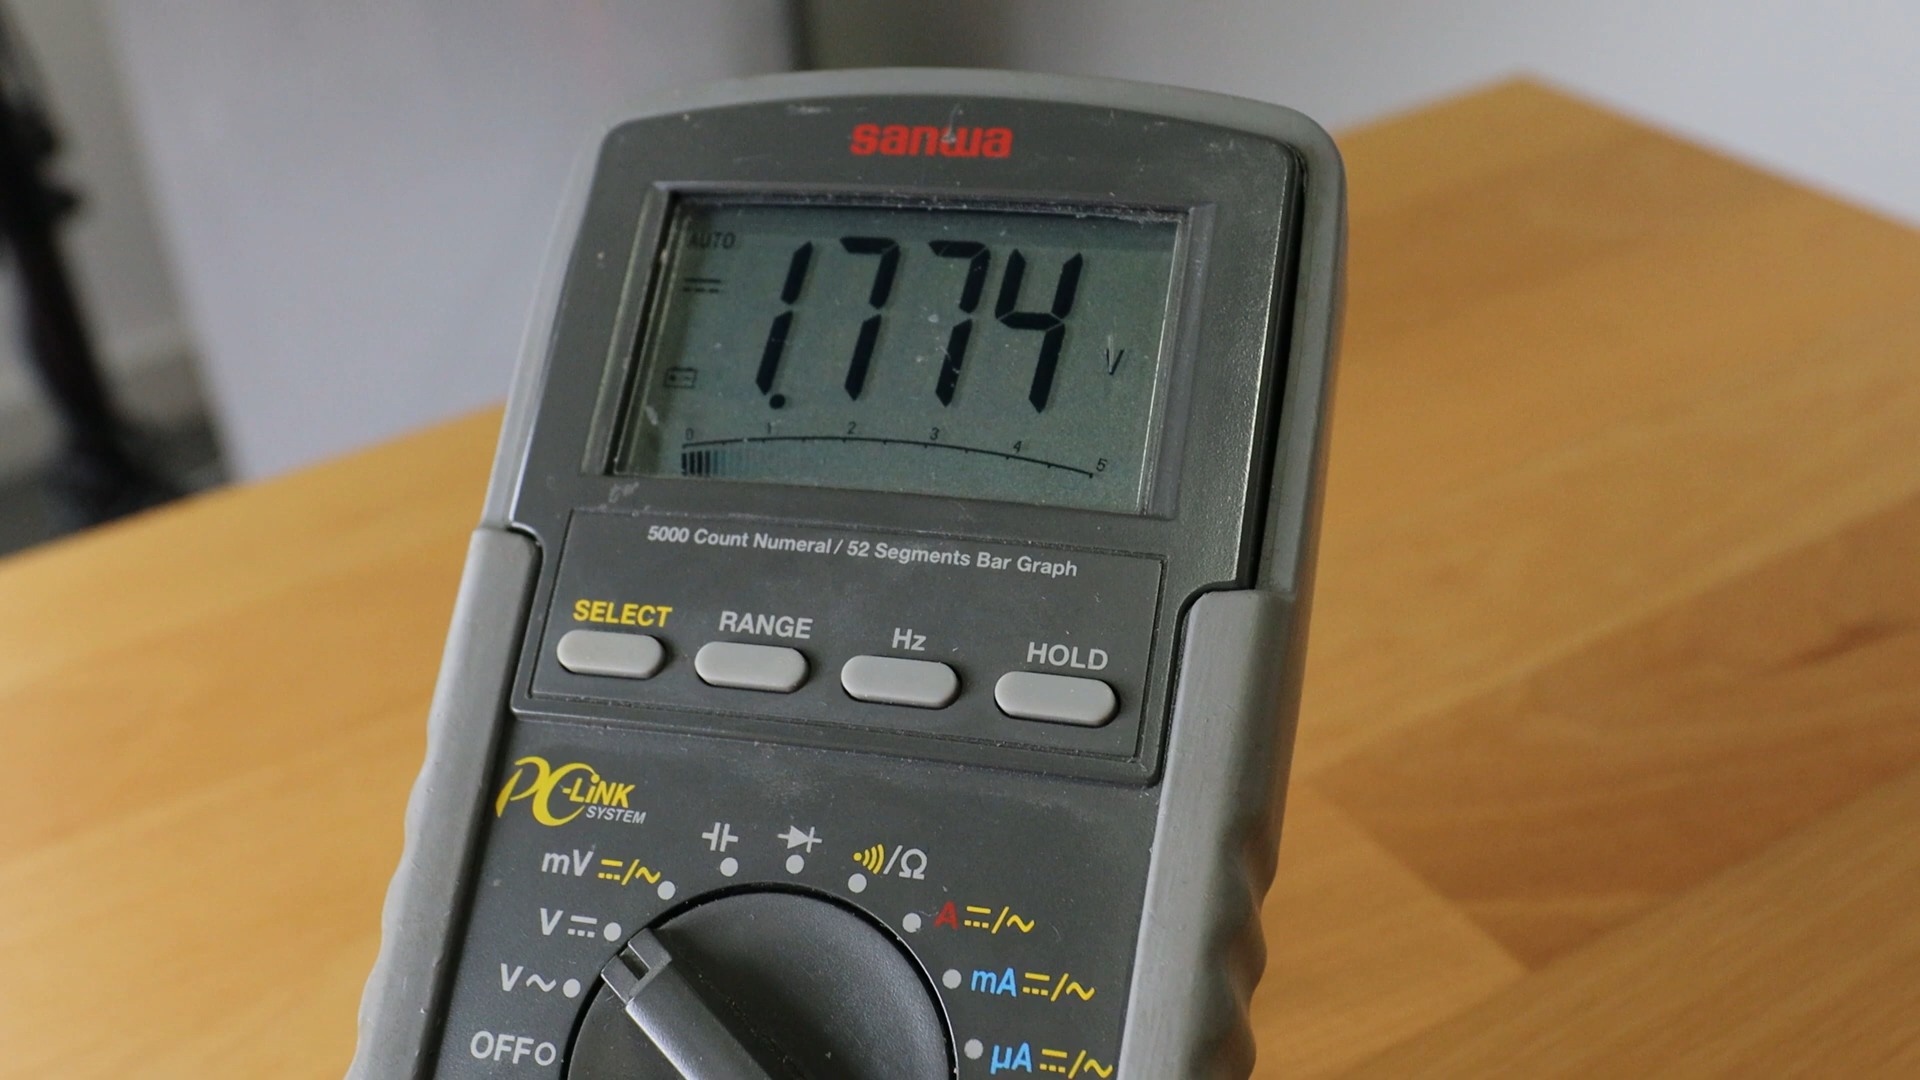 sanwa
AUTO
1.774 V
0 1 2 3 4 5
5000 Count Numeral / 52 Segments Bar Graph
SELECT RANGE Hz HOLD
PC-LiNK
SYSTEM
mV ⎓/~
/Ω
V ⎓
A ⎓/~
V ~
mA ⎓/~
OFF
µA ⎓/~